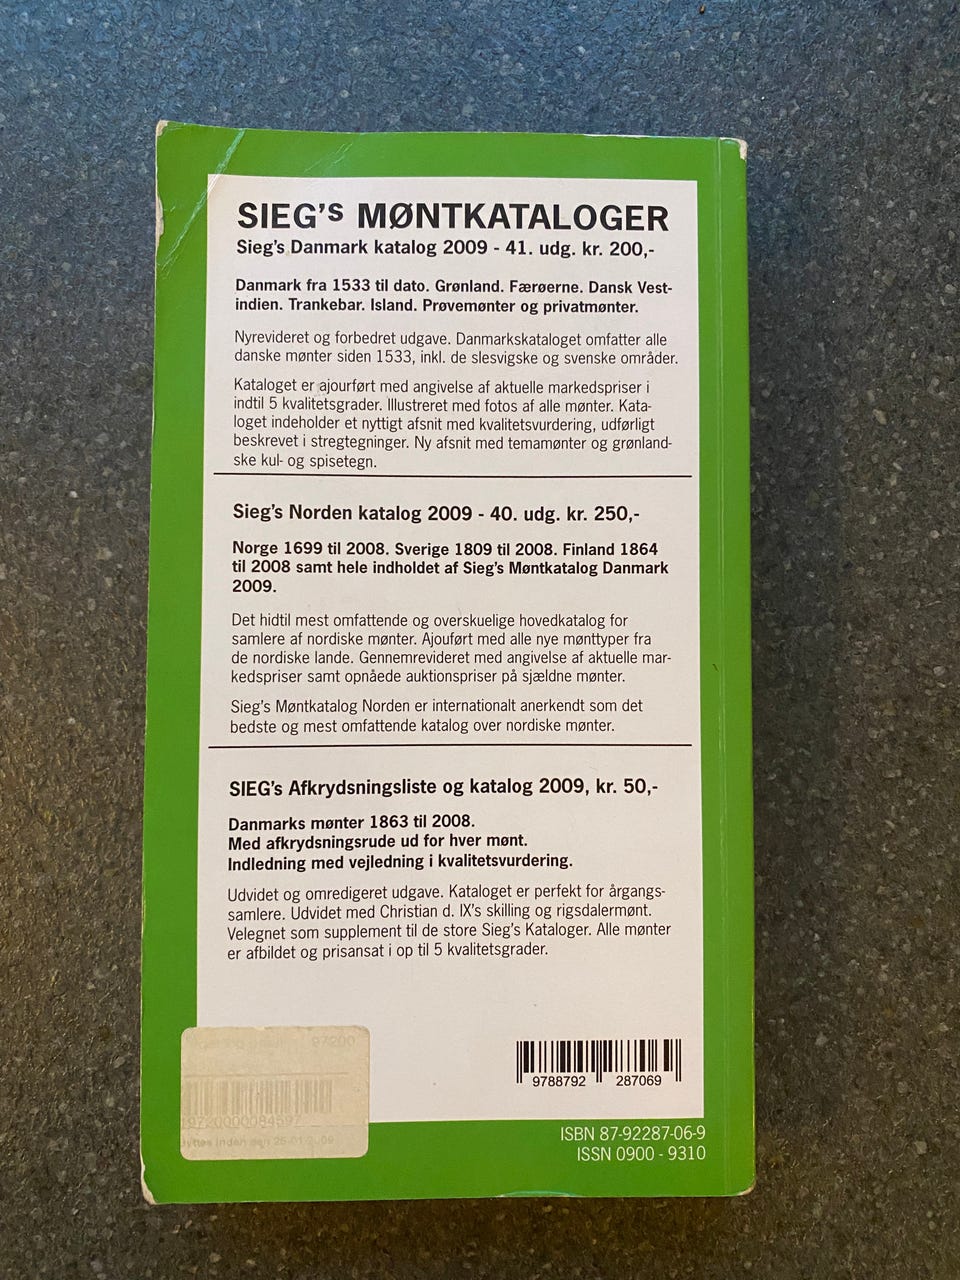 SIEG's MØNTKATALOGER
Sieg's Danmark katalog 2009 - 41. udg. kr. 200,-
Danmark fra 1533 til dato. Grønland. Færøerne. Dansk Vest-
indien. Trankebar. Island. Prøvemønter og privatmønter.
Nyrevideret og forbedret udgave. Danmarkskataloget omfatter alle
danske mønter siden 1533, inkl. de slesvigske og svenske områder.
Kataloget er ajourført med angivelse af aktuelle markedspriser i
indtil 5 kvalitetsgrader. Illustreret med fotos af alle mønter. Kata-
loget indeholder et nyttigt afsnit med kvalitetsvurdering, udførligt
beskrevet i stregtegninger. Ny afsnit med temamønter og grønland-
ske kul- og spisetegn.
Sieg's Norden katalog 2009 - 40. udg. kr. 250,-
Norge 1699 til 2008. Sverige 1809 til 2008. Finland 1864
til 2008 samt hele indholdet af Sieg's Møntkatalog Danmark
2009.
Det hidtil mest omfattende og overskuelige hovedkatalog for
samlere af nordiske mønter. Ajouført med alle nye mønttyper fra
de nordiske lande. Gennemrevideret med angivelse af aktuelle mar-
kedspriser samt opnåede auktionspriser på sjældne mønter.
Sieg's Møntkatalog Norden er internationalt anerkendt som det
bedste og mest omfattende katalog over nordiske mønter.
SIEG's Afkrydsningsliste og katalog 2009, kr. 50,-
Danmarks mønter 1863 til 2008.
Med afkrydsningsrude ud for hver mønt.
Indledning med vejledning i kvalitetsvurdering.
Udvidet og omredigeret udgave. Kataloget er perfekt for årgangs-
samlere. Udvidet med Christian d. IX's skilling og rigsdalermønt.
Velegnet som supplement til de store Sieg's Kataloger. Alle mønter
er afbildet og prisansat i op til 5 kvalitetsgrader.
97200
9788792 287069
inden den
ISBN 87-92287-06-9
ISSN 0900 - 9310